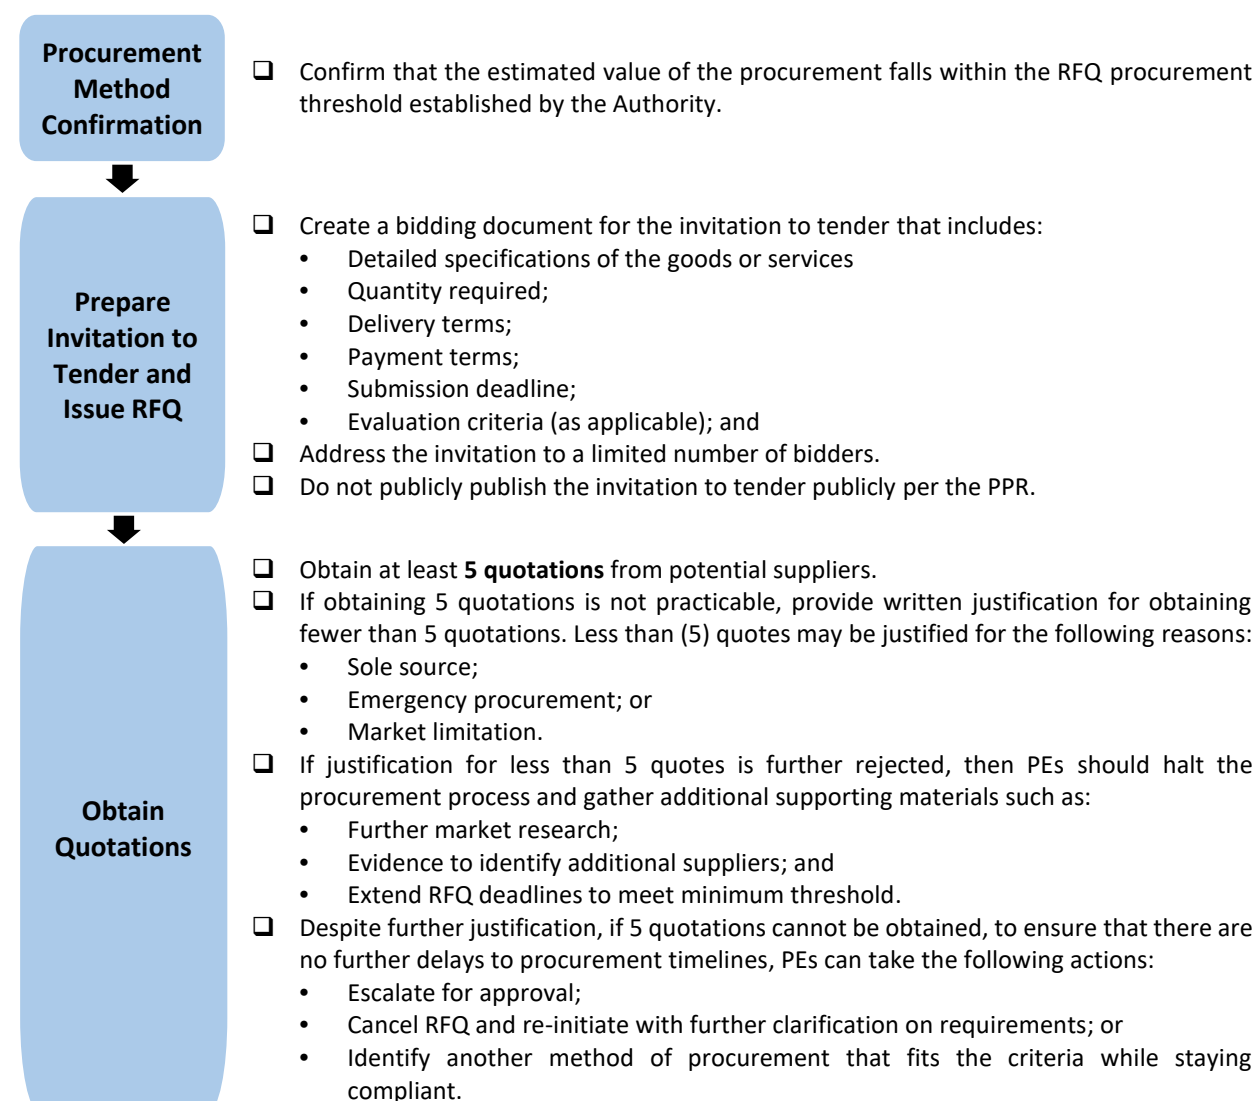 Procurement
Method
Confirmation
❑ Confirm that the estimated value of the procurement falls within the RFQ procurement
threshold established by the Authority.
Prepare
Invitation to
Tender and
Issue RFQ
❑ Create a bidding document for the invitation to tender that includes:
• Detailed specifications of the goods or services
• Quantity required;
• Delivery terms;
• Payment terms;
• Submission deadline;
• Evaluation criteria (as applicable); and
❑ Address the invitation to a limited number of bidders.
❑ Do not publicly publish the invitation to tender publicly per the PPR.
Obtain
Quotations
❑ Obtain at least 5 quotations from potential suppliers.
❑ If obtaining 5 quotations is not practicable, provide written justification for obtaining
fewer than 5 quotations. Less than (5) quotes may be justified for the following reasons:
• Sole source;
• Emergency procurement; or
• Market limitation.
❑ If justification for less than 5 quotes is further rejected, then PEs should halt the
procurement process and gather additional supporting materials such as:
• Further market research;
• Evidence to identify additional suppliers; and
• Extend RFQ deadlines to meet minimum threshold.
❑ Despite further justification, if 5 quotations cannot be obtained, to ensure that there are
no further delays to procurement timelines, PEs can take the following actions:
• Escalate for approval;
• Cancel RFQ and re-initiate with further clarification on requirements; or
• Identify another method of procurement that fits the criteria while staying
compliant.